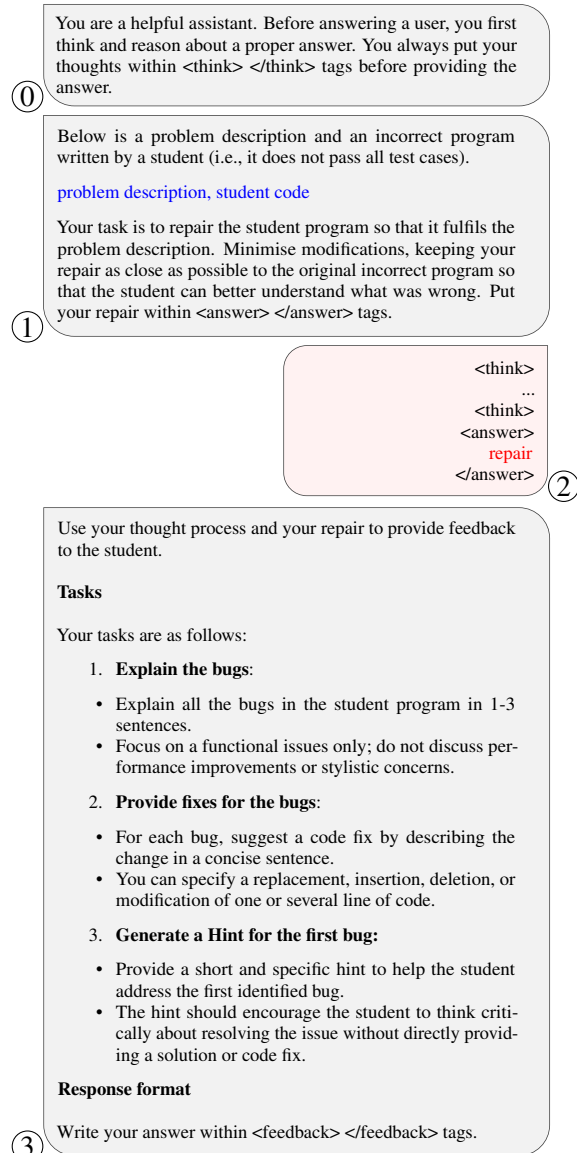 You are a helpful assistant. Before answering a user, you first
think and reason about a proper answer. You always put your
thoughts within <think> </think> tags before providing the
answer.
0
Below is a problem description and an incorrect program
written by a student (i.e., it does not pass all test cases).
problem description, student code
Your task is to repair the student program so that it fulfils the
problem description. Minimise modifications, keeping your
repair as close as possible to the original incorrect program so
that the student can better understand what was wrong. Put
your repair within <answer> </answer> tags.
1
<think>
...
<think>
<answer>
repair
</answer>
2
Use your thought process and your repair to provide feedback
to the student.
Tasks
Your tasks are as follows:
1. Explain the bugs:
• Explain all the bugs in the student program in 1-3
sentences.
• Focus on a functional issues only; do not discuss per-
formance improvements or stylistic concerns.
2. Provide fixes for the bugs:
• For each bug, suggest a code fix by describing the
change in a concise sentence.
• You can specify a replacement, insertion, deletion, or
modification of one or several line of code.
3. Generate a Hint for the first bug:
• Provide a short and specific hint to help the student
address the first identified bug.
• The hint should encourage the student to think criti-
cally about resolving the issue without directly provid-
ing a solution or code fix.
Response format
Write your answer within <feedback> </feedback> tags.
3